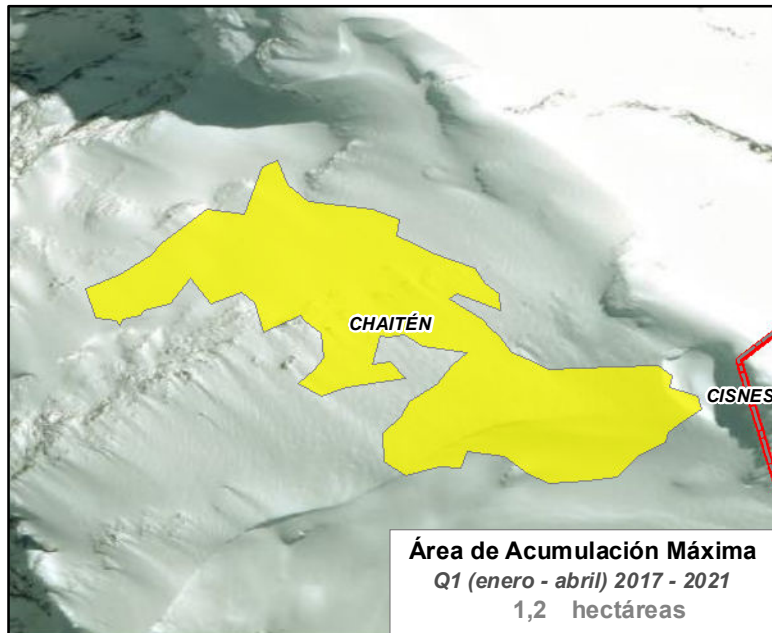 CHAITÉN
CISNES
Área de Acumulación Máxima
Q1 (enero - abril) 2017 - 2021
1,2 hectáreas